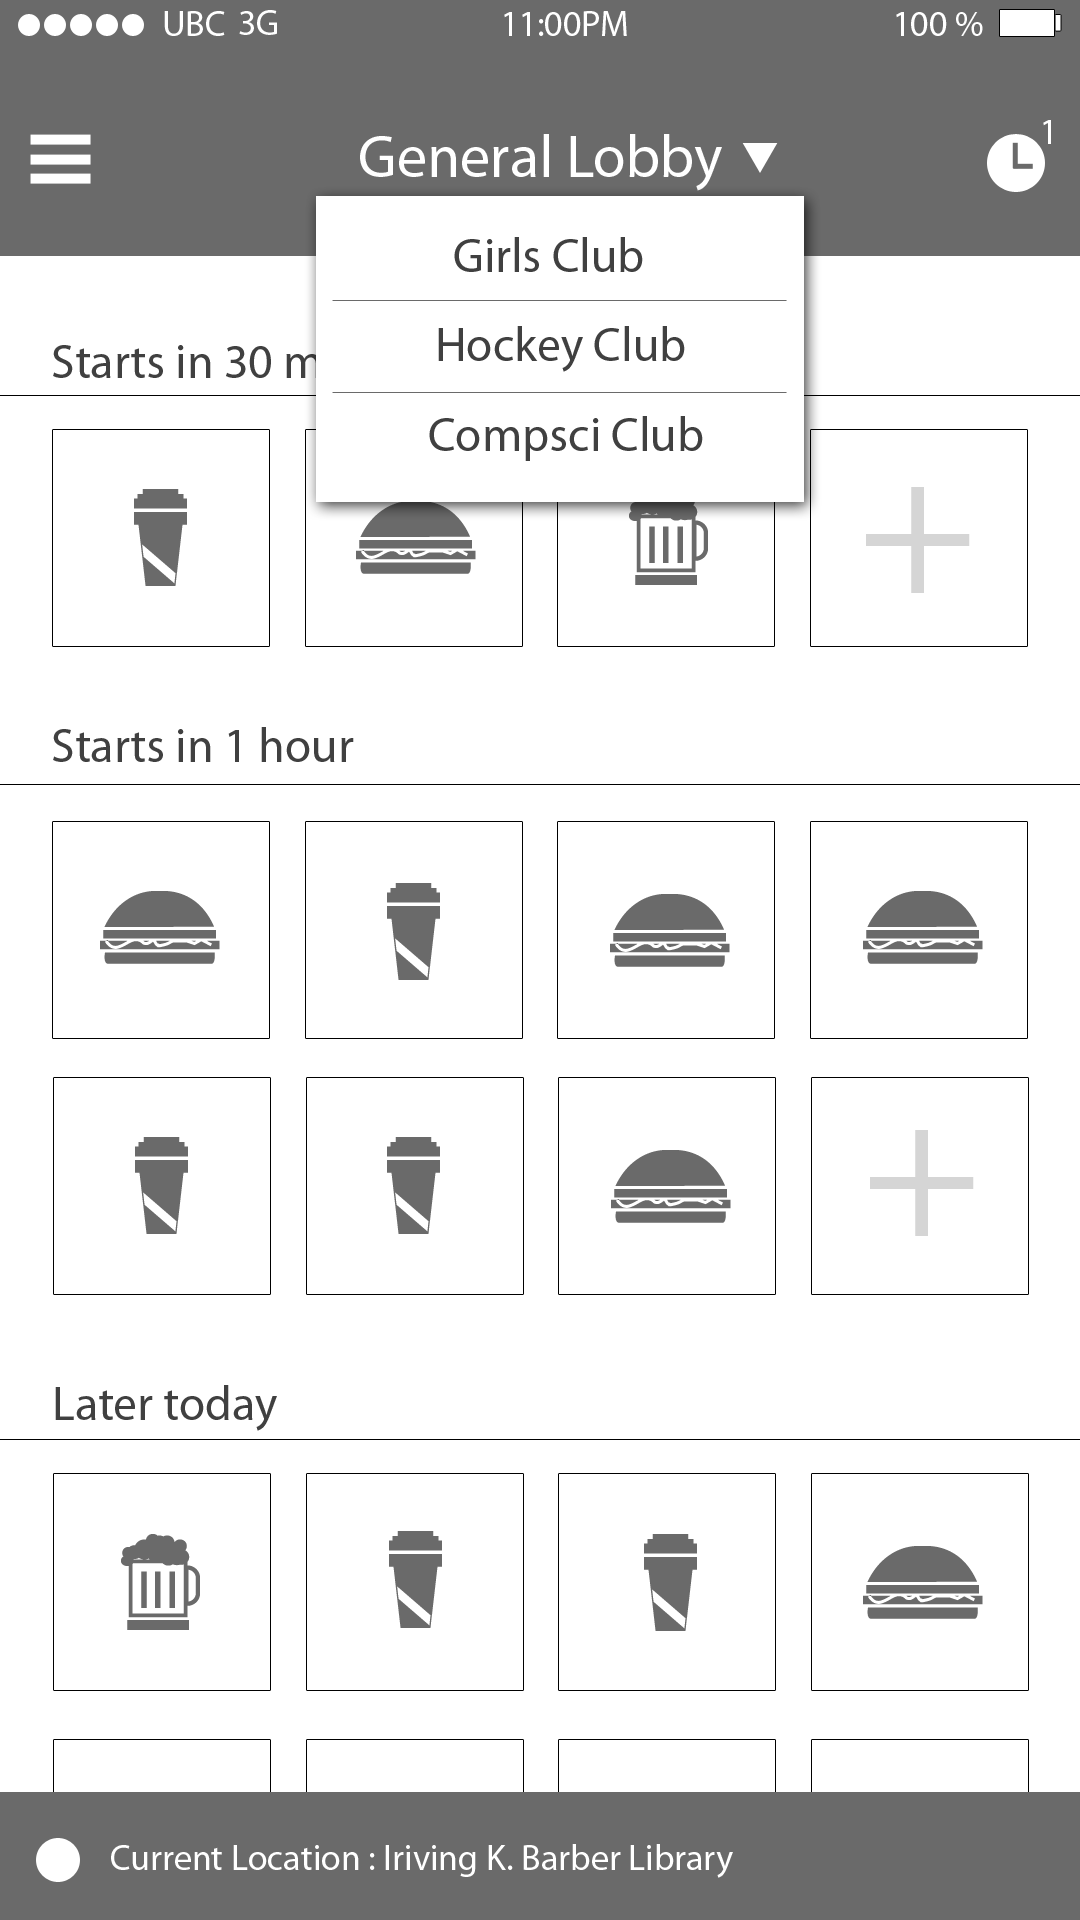 UBC 3G 11:00PM 100 %
General Lobby
1
Girls Club
Hockey Club
Compsci Club
Starts in 30 m
Starts in 1 hour
Later today
Current Location : Iriving K. Barber Library